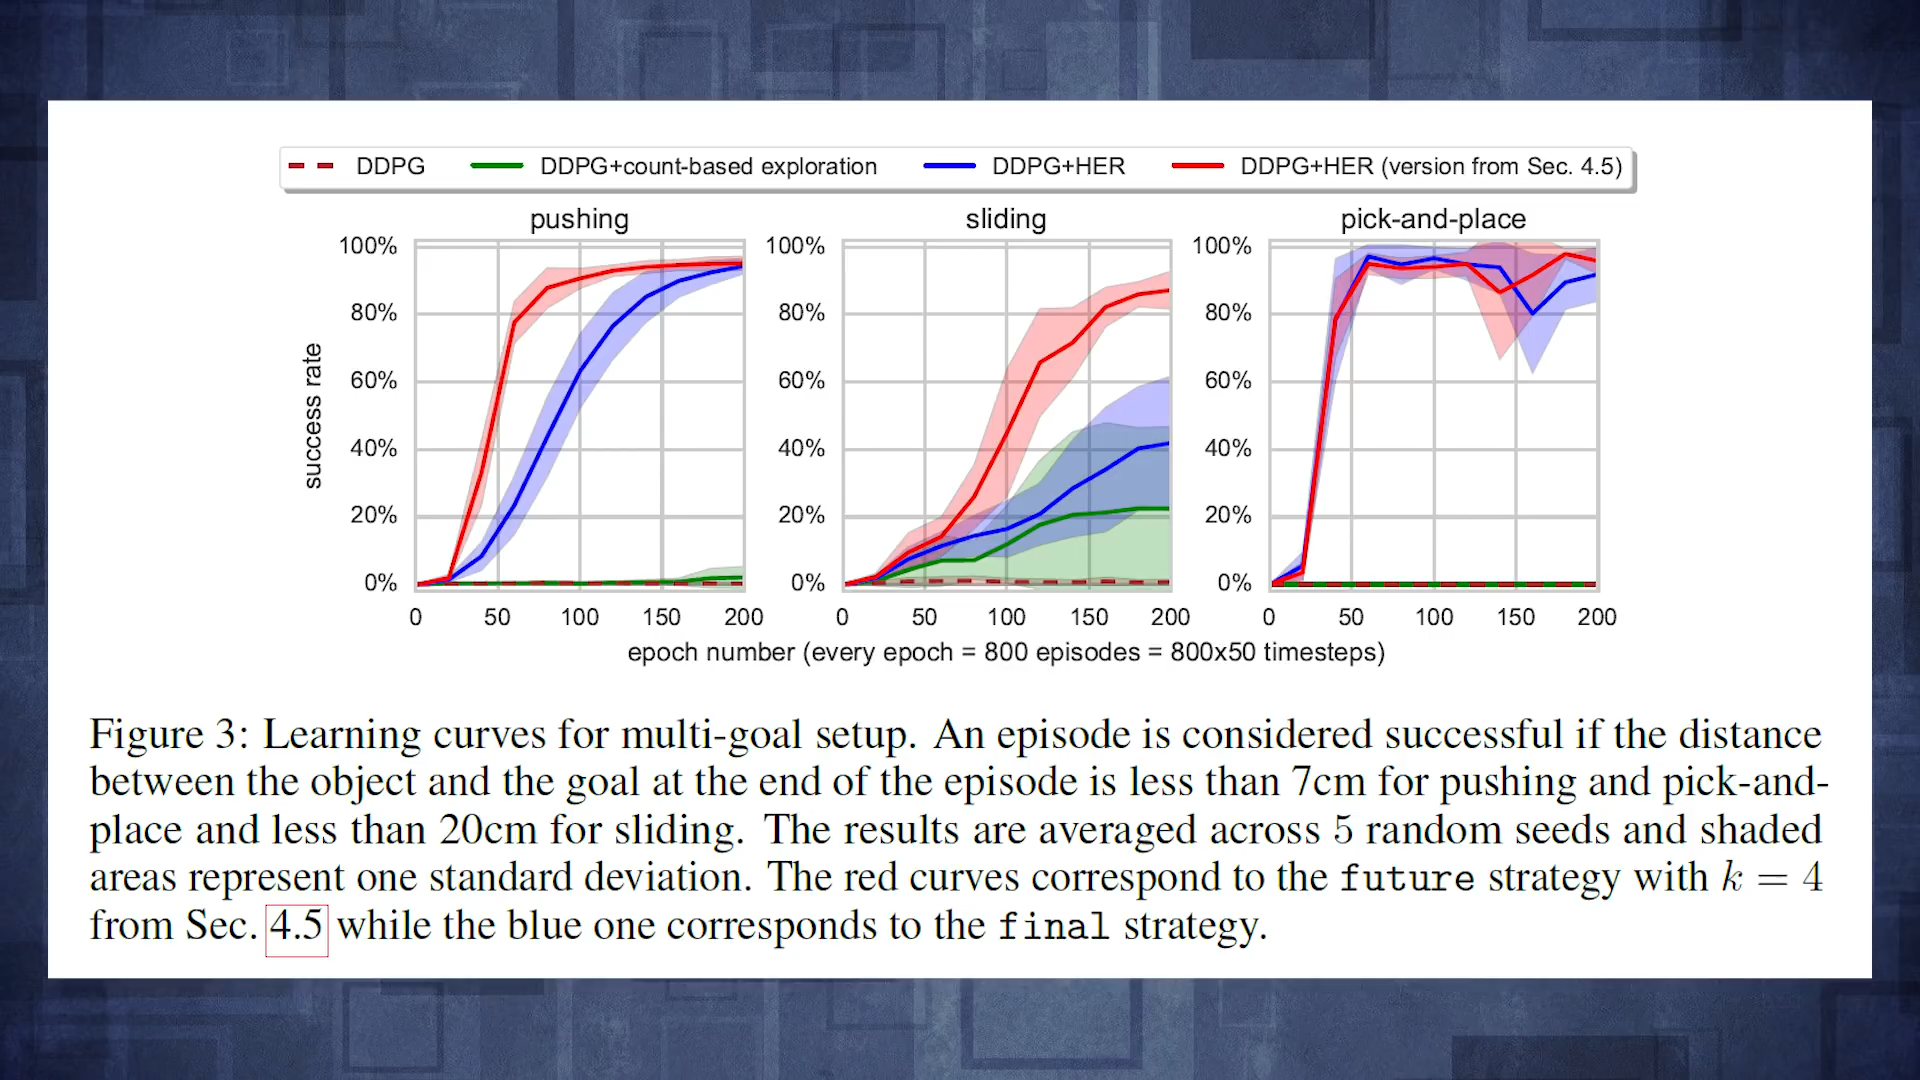 DDPG DDPG+count-based exploration DDPG+HER DDPG+HER (version from Sec. 4.5)
pushing sliding pick-and-place
100% 100% 100%
80% 80% 80%
60% 60% 60%
40% 40% 40%
20% 20% 20%
0% 0% 0%
success rate
0 50 100 150 200 0 50 100 150 200 0 50 100 150 200
epoch number (every epoch = 800 episodes = 800x50 timesteps)
Figure 3: Learning curves for multi-goal setup. An episode is considered successful if the distance
between the object and the goal at the end of the episode is less than 7cm for pushing and pick-and-
place and less than 20cm for sliding. The results are averaged across 5 random seeds and shaded
areas represent one standard deviation. The red curves correspond to the future strategy with k = 4
from Sec. 4.5 while the blue one corresponds to the final strategy.